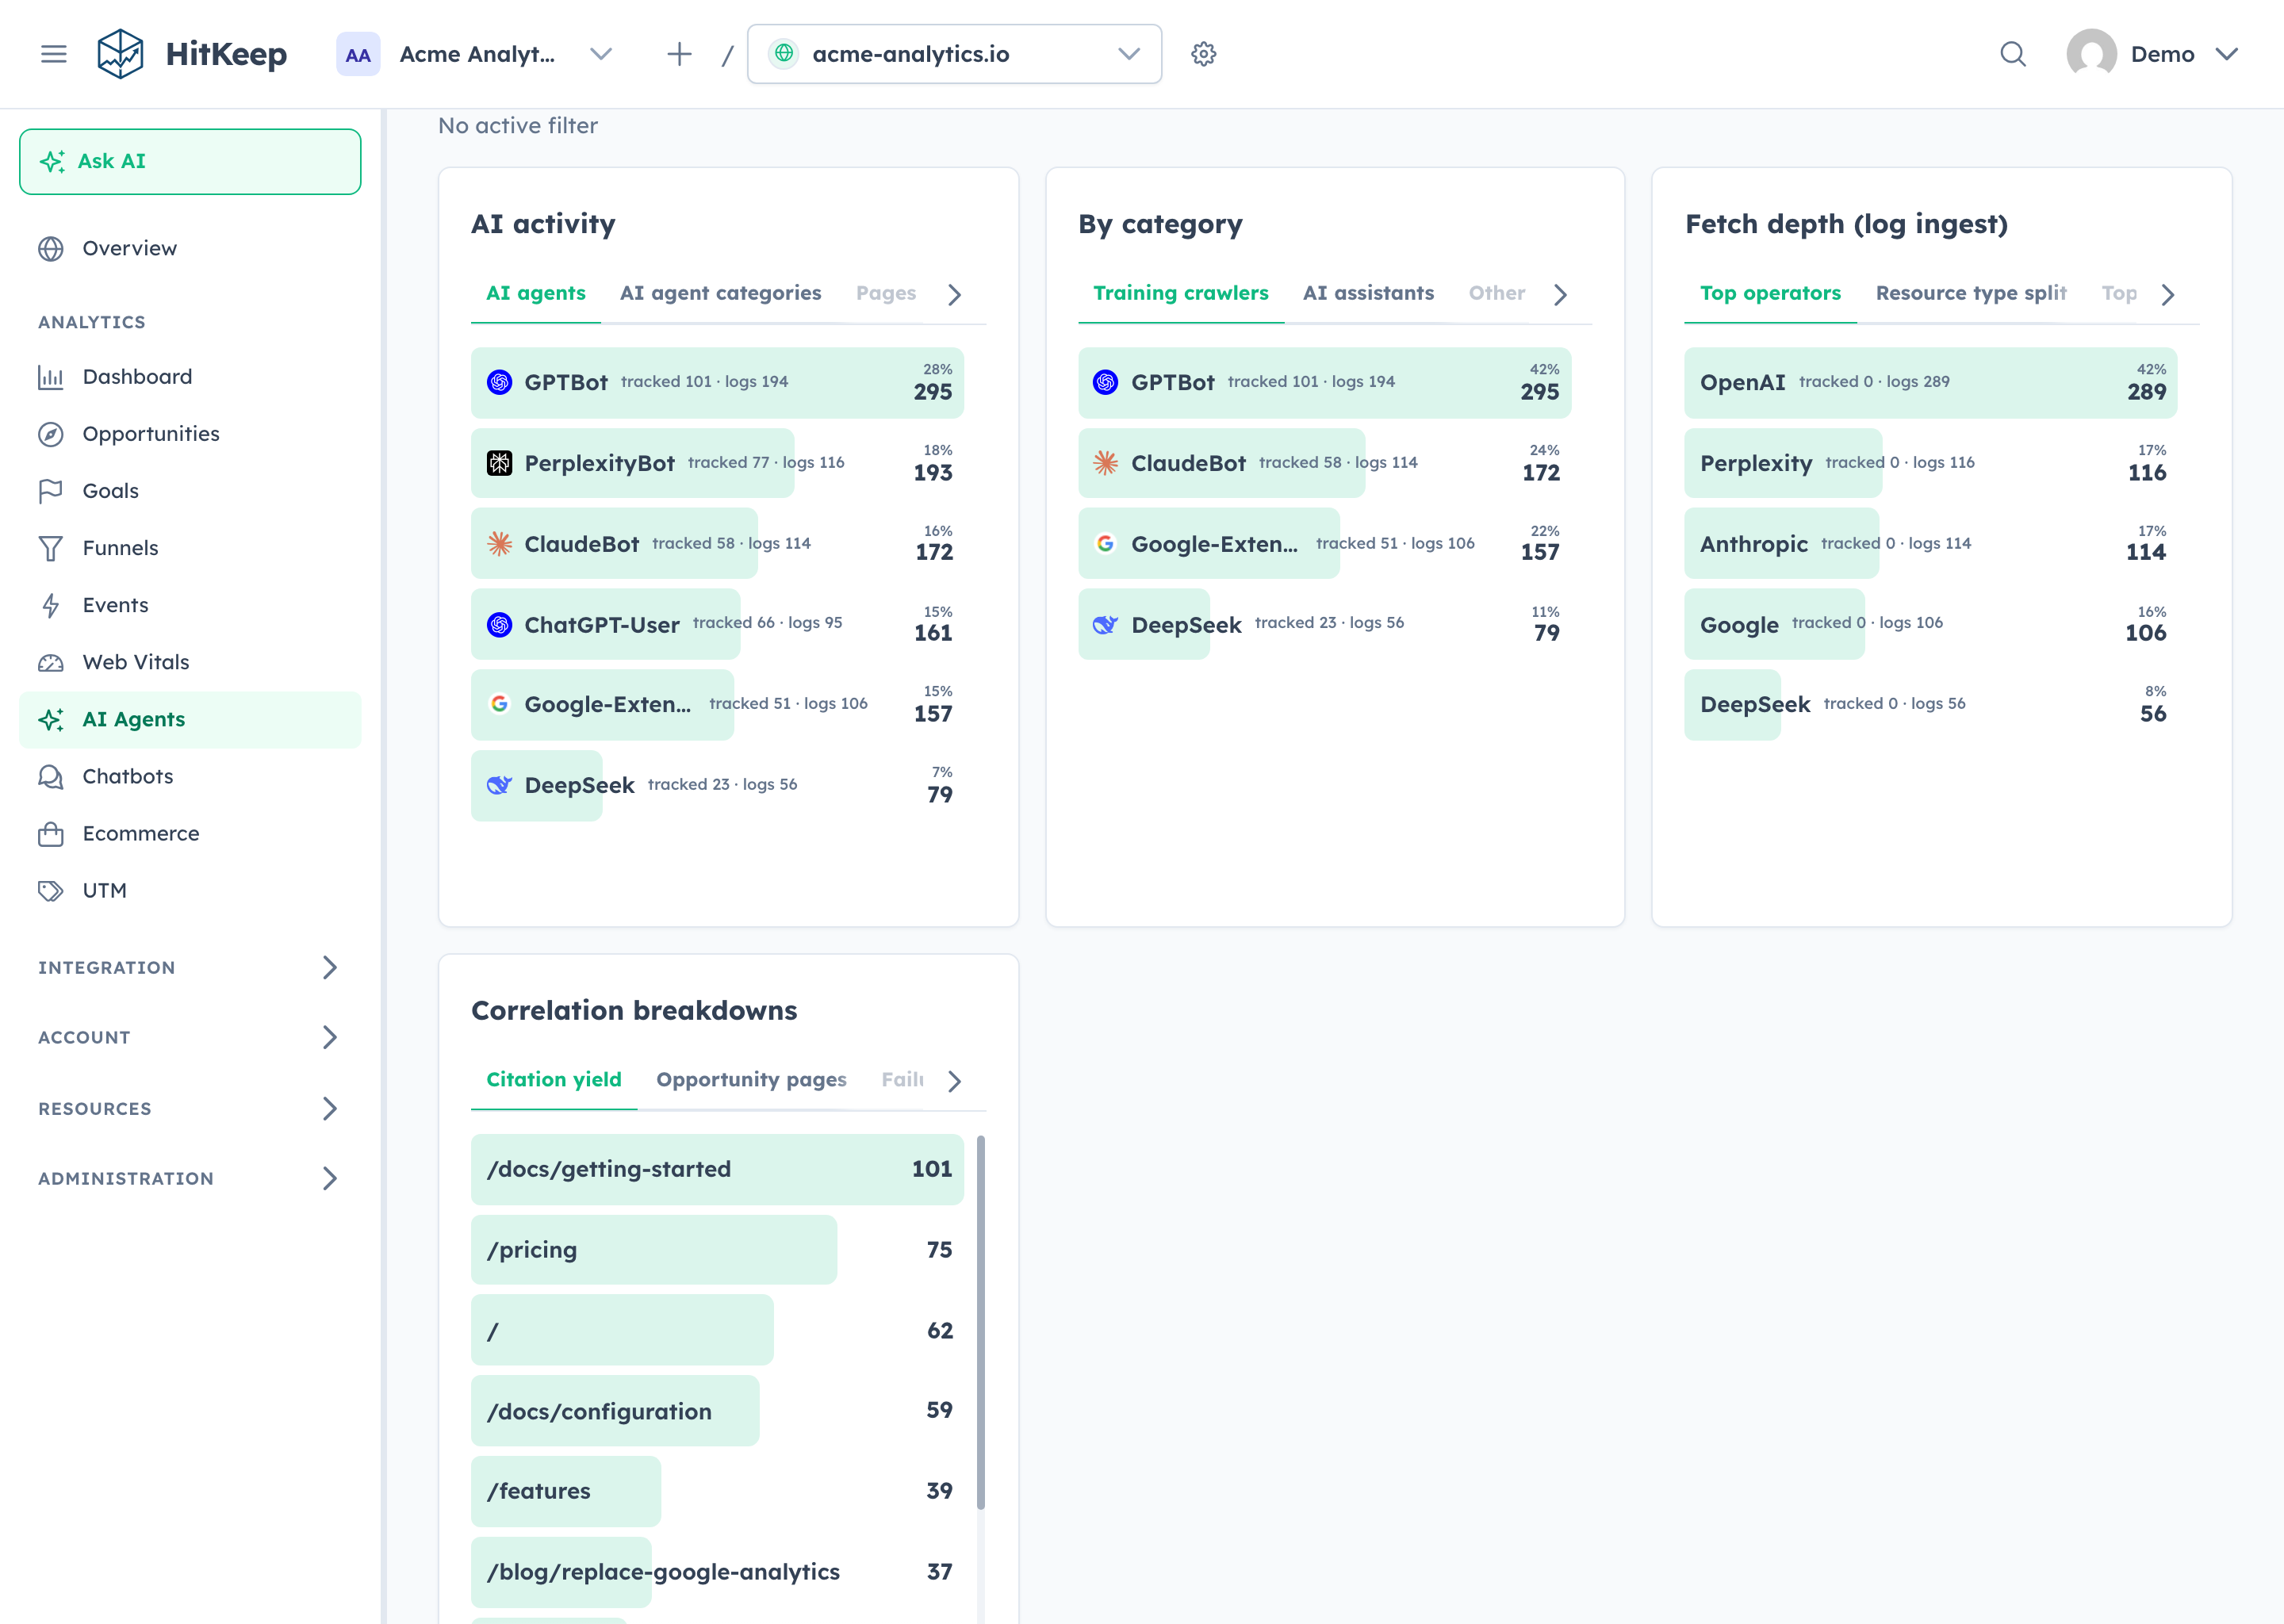 HitKeep
AA
Acme Analyt...
/
acme-analytics.io
Demo
Ask AI
Overview
ANALYTICS
Dashboard
Opportunities
Goals
Funnels
Events
Web Vitals
AI Agents
Chatbots
Ecommerce
UTM
INTEGRATION
ACCOUNT
RESOURCES
ADMINISTRATION
No active filter
AI activity
AI agents AI agent categories Pages
GPTBot tracked 101 · logs 194 28% 295
PerplexityBot tracked 77 · logs 116 18% 193
ClaudeBot tracked 58 · logs 114 16% 172
ChatGPT-User tracked 66 · logs 95 15% 161
Google-Exten... tracked 51 · logs 106 15% 157
DeepSeek tracked 23 · logs 56 7% 79
By category
Training crawlers AI assistants Other
GPTBot tracked 101 · logs 194 42% 295
ClaudeBot tracked 58 · logs 114 24% 172
Google-Exten... tracked 51 · logs 106 22% 157
DeepSeek tracked 23 · logs 56 11% 79
Fetch depth (log ingest)
Top operators Resource type split Top
OpenAI tracked 0 · logs 289 42% 289
Perplexity tracked 0 · logs 116 17% 116
Anthropic tracked 0 · logs 114 17% 114
Google tracked 0 · logs 106 16% 106
DeepSeek tracked 0 · logs 56 8% 56
Correlation breakdowns
Citation yield Opportunity pages
/docs/getting-started 101
/pricing 75
/ 62
/docs/configuration 59
/features 39
/blog/replace-google-analytics 37